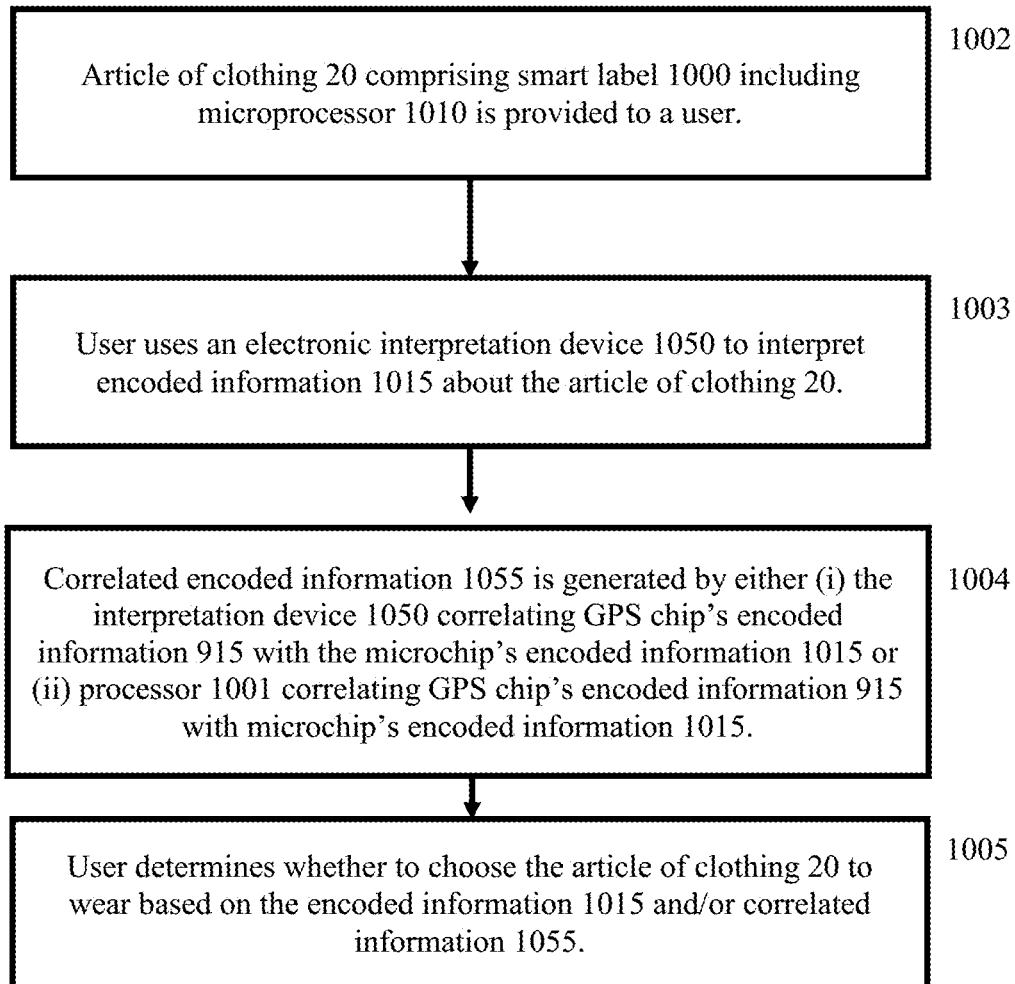 Article of clothing 20 comprising smart label 1000 including
microprocessor 1010 is provided to a user.
1002
User uses an electronic interpretation device 1050 to interpret
encoded information 1015 about the article of clothing 20.
1003
Correlated encoded information 1055 is generated by either (i) the
interpretation device 1050 correlating GPS chip's encoded
information 915 with the microchip's encoded information 1015 or
(ii) processor 1001 correlating GPS chip's encoded information 915
with microchip's encoded information 1015.
1004
User determines whether to choose the article of clothing 20 to
wear based on the encoded information 1015 and/or correlated
information 1055.
1005